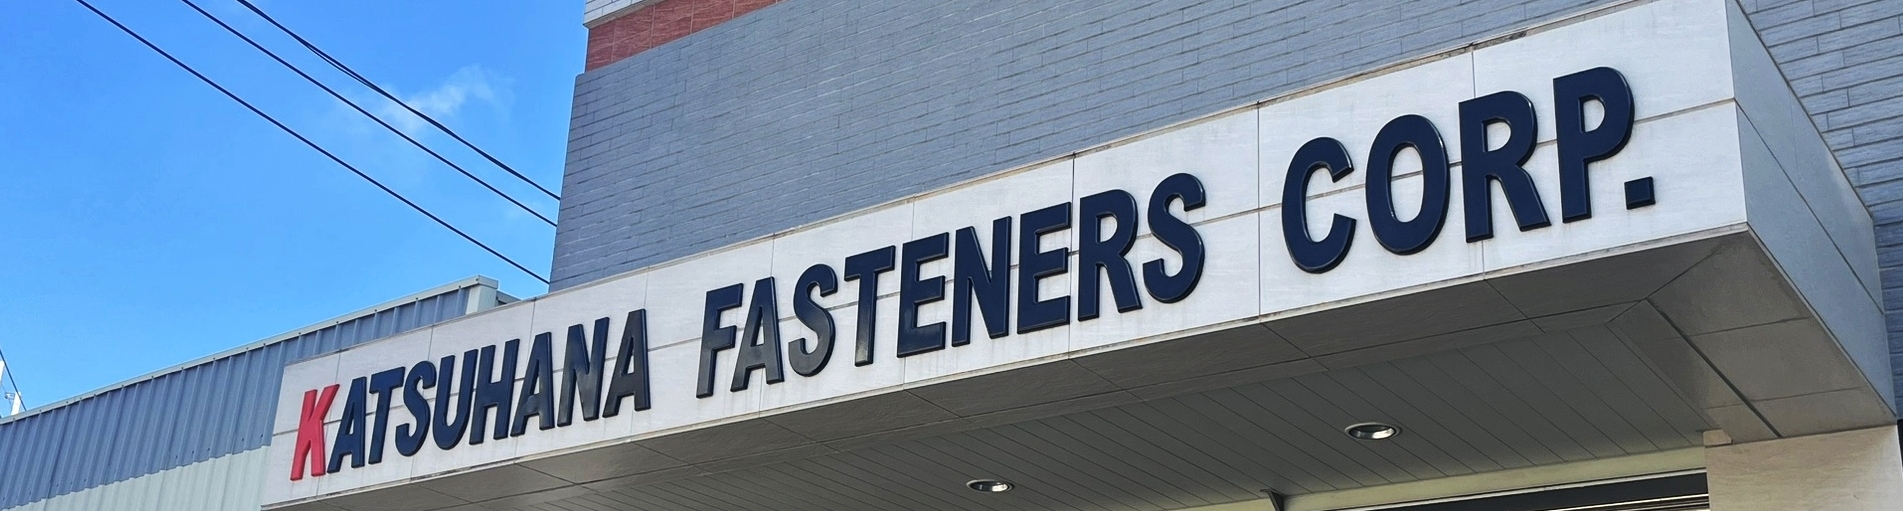 KATSUHANA FASTENERS CORP.